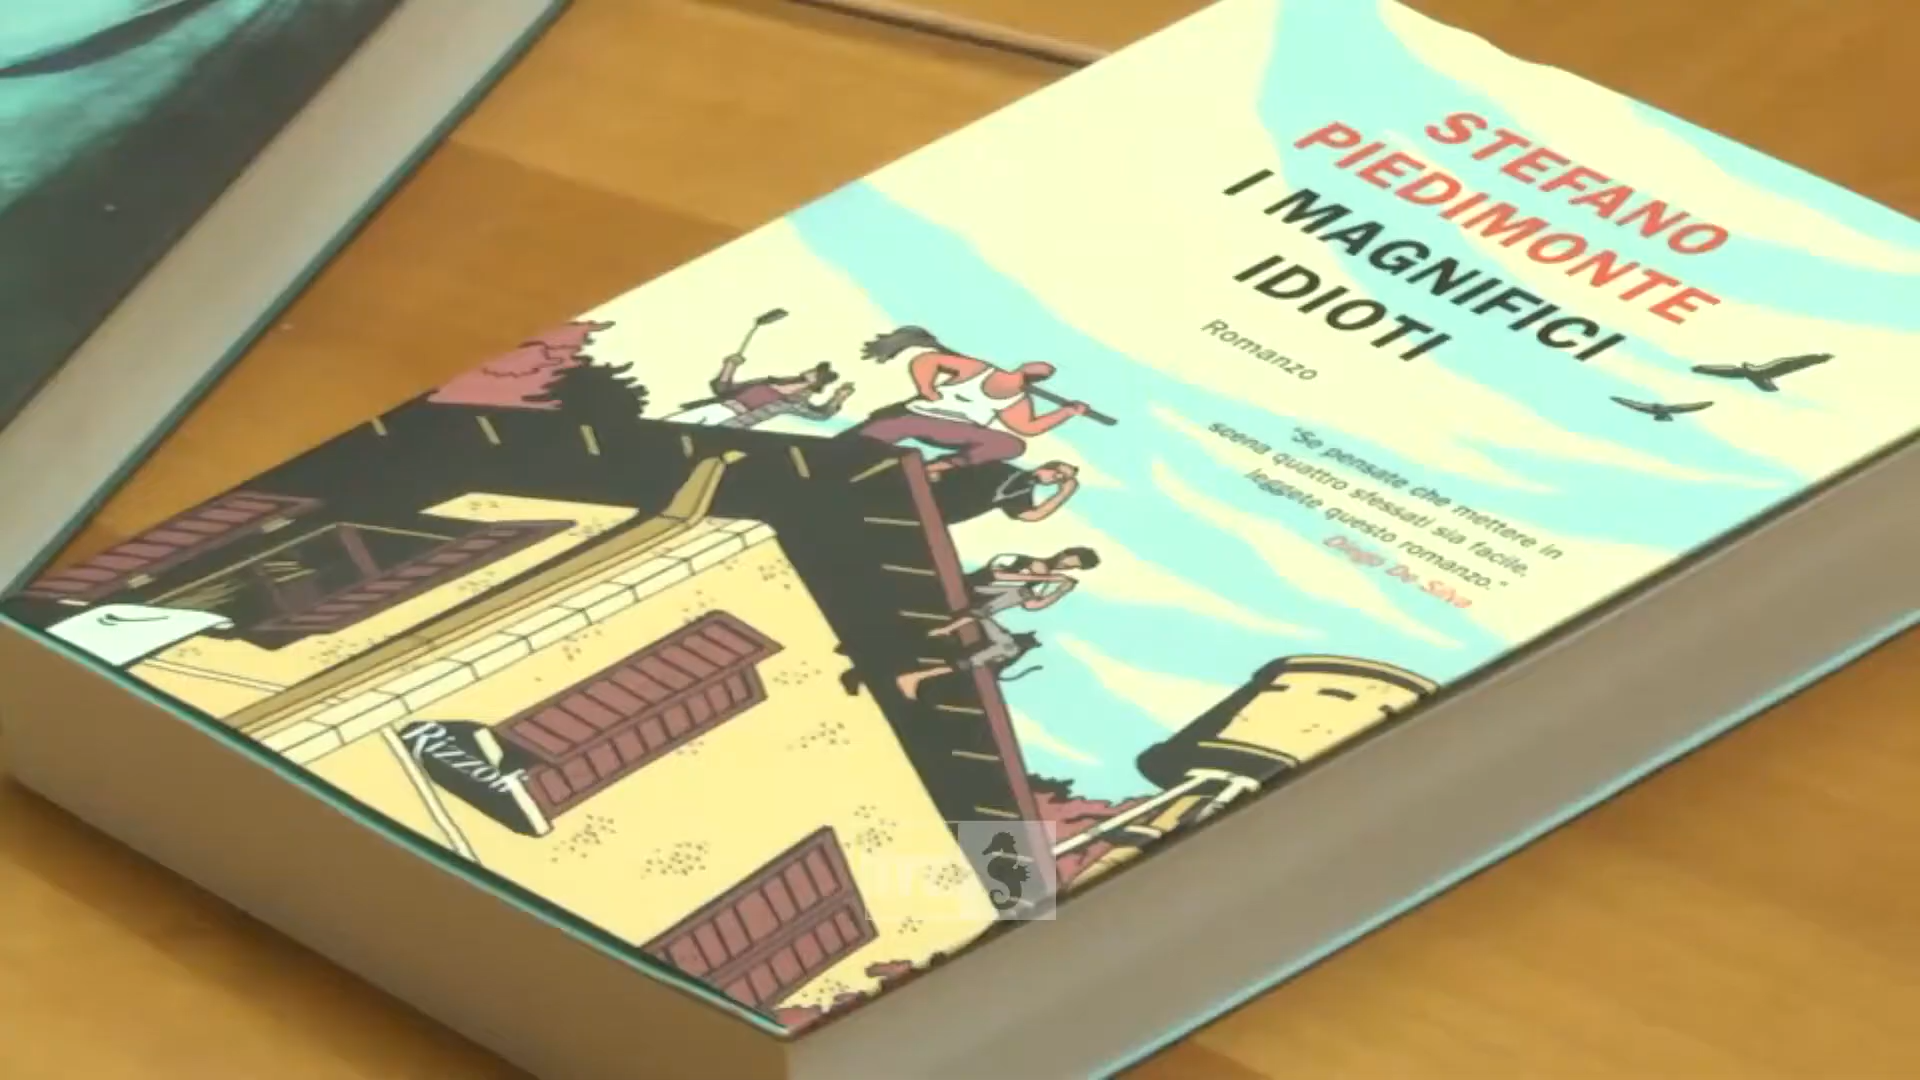 STEFANO
PIEDIMONTE
I MAGNIFICI
IDIOTI
Romanzo
"Se pensate che mettere in
scena quattro sfessati sia facile,
leggete questo romanzo."
Diego De Silva
Rizzoli